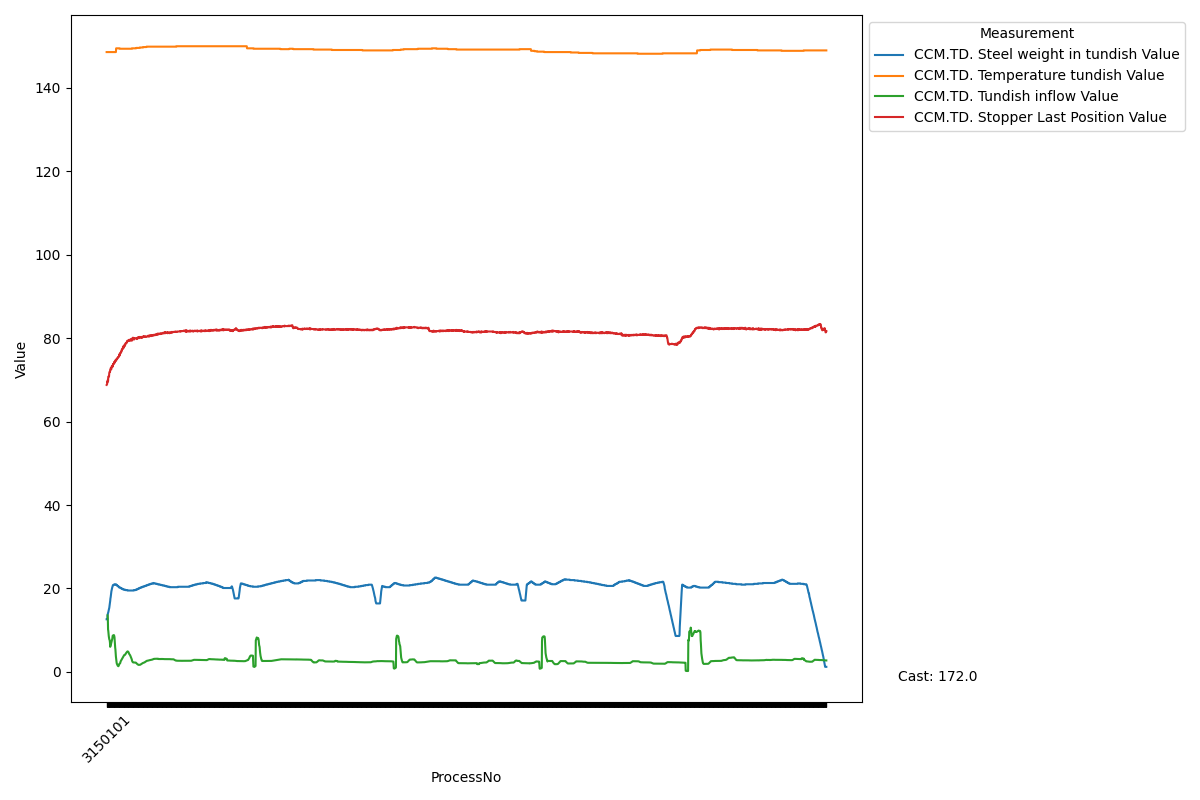 Measurement
CCM.TD. Steel weight in tundish Value
CCM.TD. Temperature tundish Value
CCM.TD. Tundish inflow Value
CCM.TD. Stopper Last Position Value
140
120
100
80
60
40
20
0
Value
3150101
ProcessNo
Cast: 172.0